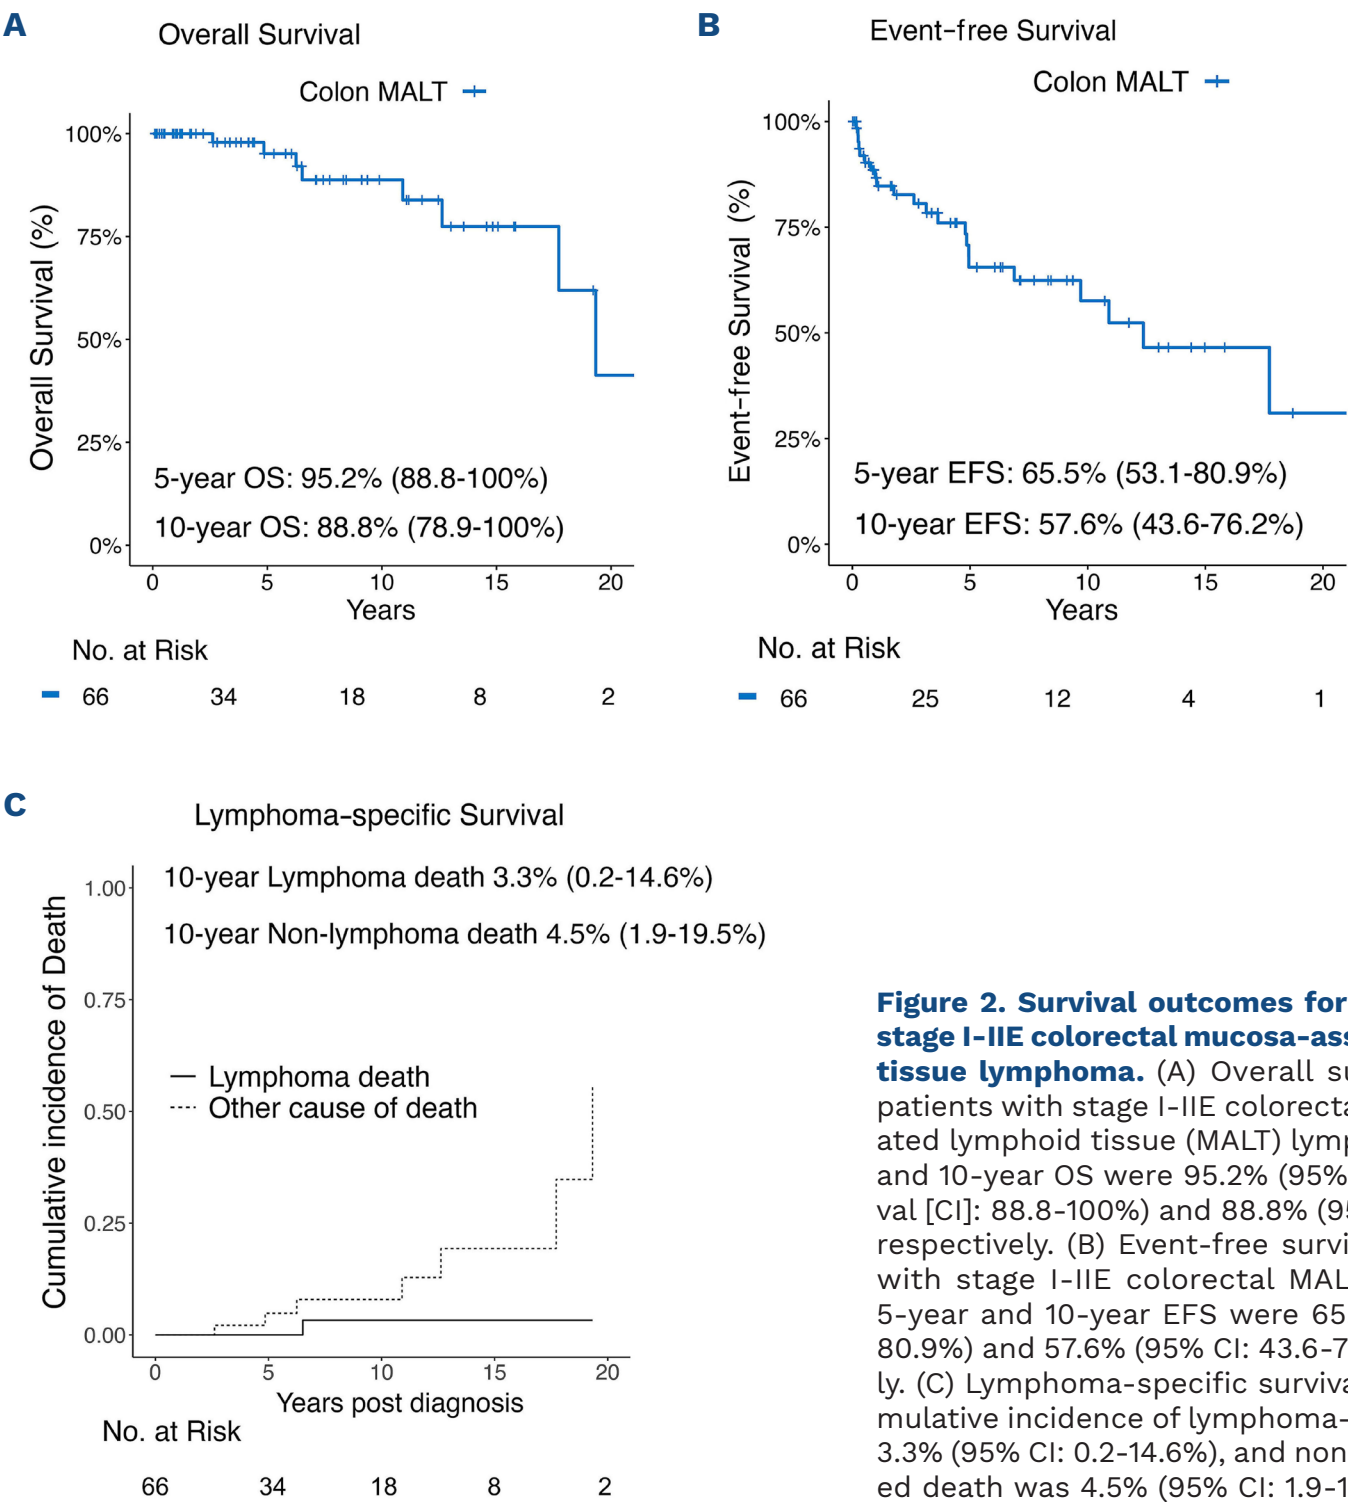 A
Overall Survival
Colon MALT
100%
75%
50%
25%
0%
Overall Survival (%)
5-year OS: 95.2% (88.8-100%)
10-year OS: 88.8% (78.9-100%)
0 5 10 15 20
Years
No. at Risk
66 34 18 8 2
B
Event-free Survival
Colon MALT
100%
75%
50%
25%
0%
Event-free Survival (%)
5-year EFS: 65.5% (53.1-80.9%)
10-year EFS: 57.6% (43.6-76.2%)
0 5 10 15 20
Years
No. at Risk
66 25 12 4 1
C
Lymphoma-specific Survival
10-year Lymphoma death 3.3% (0.2-14.6%)
10-year Non-lymphoma death 4.5% (1.9-19.5%)
1.00
0.75
0.50
0.25
0.00
Cumulative incidence of Death
Lymphoma death
Other cause of death
0 5 10 15 20
Years post diagnosis
No. at Risk
66 34 18 8 2
Figure 2. Survival outcomes for
stage I-IIE colorectal mucosa-ass
tissue lymphoma. (A) Overall su
patients with stage I-IIE colorecta
ated lymphoid tissue (MALT) lymp
and 10-year OS were 95.2% (95%
val [CI]: 88.8-100%) and 88.8% (95
respectively. (B) Event-free survi
with stage I-IIE colorectal MAL
5-year and 10-year EFS were 65
80.9%) and 57.6% (95% CI: 43.6-7
ly. (C) Lymphoma-specific surviva
mulative incidence of lymphoma-
3.3% (95% CI: 0.2-14.6%), and non
ed death was 4.5% (95% CI: 1.9-1